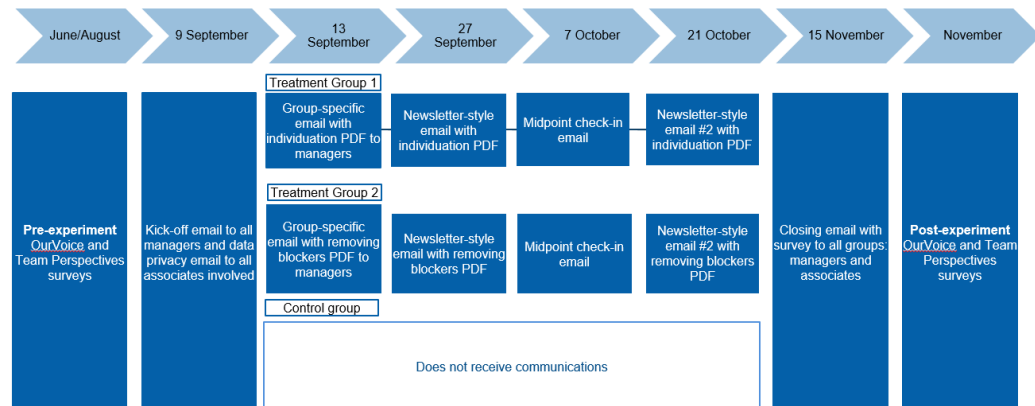 June/August
9 September
13
September
27
September
7 October
21 October
15 November
November
Treatment Group 1
Group-specific
email with
individuation PDF to
managers
Newsletter-style
email with
individuation PDF
Midpoint check-in
email
Newsletter-style
email #2 with
individuation PDF
Treatment Group 2
Group-specific
email with removing
blockers PDF to
managers
Newsletter-style
email with removing
blockers PDF
Midpoint check-in
email
Newsletter-style
email #2 with
removing blockers
PDF
Control group
Does not receive communications
Pre-experiment
OurVoice and
Team Perspectives
surveys
Kick-off email to all
managers and data
privacy email to all
associates involved
Closing email with
survey to all groups:
managers and
associates
Post-experiment
OurVoice and Team
Perspectives
surveys